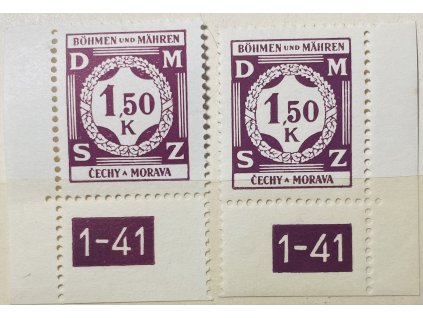 BÖHMEN UND MÄHREN
D M
1,50
K
S Z
ČECHY ★ MORAVA
1-41
BÖHMEN UND MÄHREN
D M
1,50
K
S Z
ČECHY ★ MORAVA
1-41